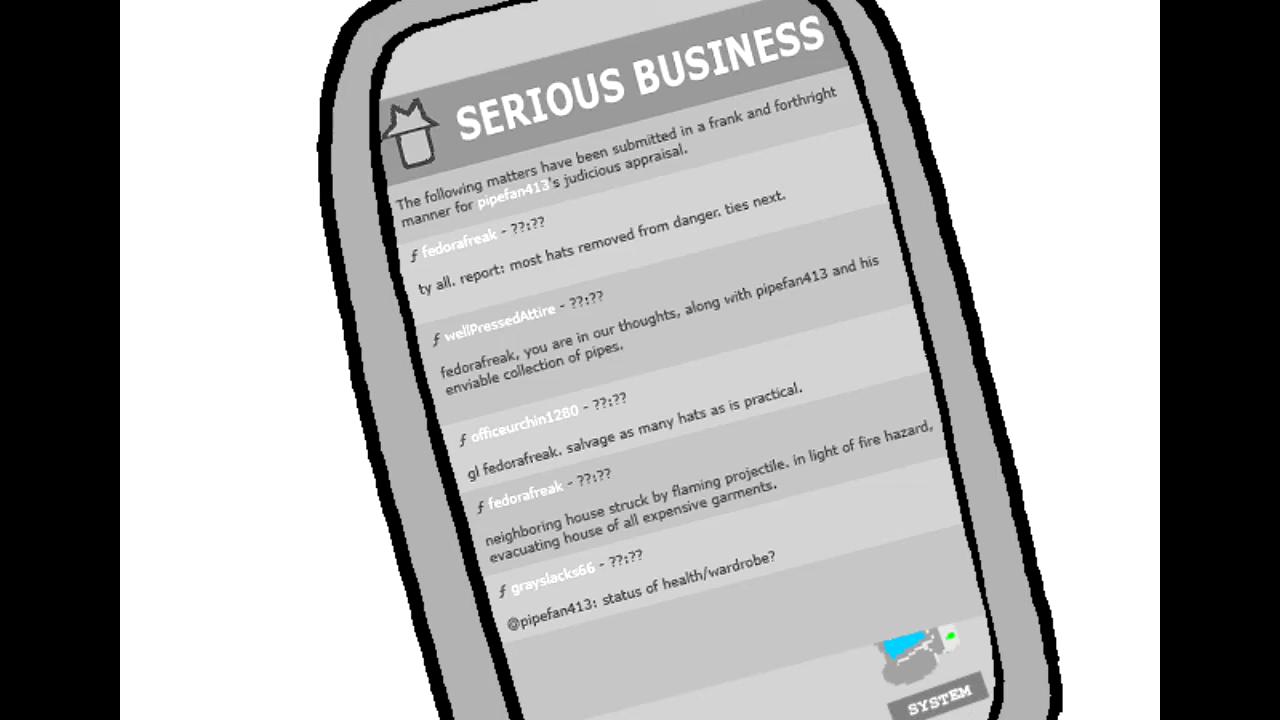 SERIOUS BUSINESS
The following matters have been submitted in a frank and forthright
manner for pipefan413's judicious appraisal.
ƒ fedorafreak - ??:??
ty all. report: most hats removed from danger. ties next.
ƒ wellPressedAttire - ??:??
fedorafreak, you are in our thoughts, along with pipefan413 and his
enviable collection of pipes.
ƒ officeurchin1280 - ??:??
gl fedorafreak. salvage as many hats as is practical.
ƒ fedorafreak - ??:??
neighboring house struck by flaming projectile. in light of fire hazard,
evacuating house of all expensive garments.
ƒ grayslacks66 - ??:??
@pipefan413: status of health/wardrobe?
SYSTEM